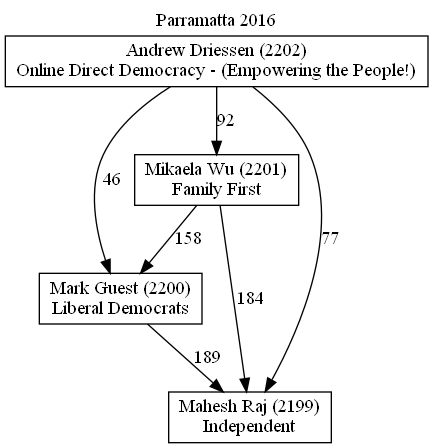 Parramatta 2016
Andrew Driessen (2202)
Online Direct Democracy - (Empowering the People!)
92
46
Mikaela Wu (2201)
Family First
158
77
184
Mark Guest (2200)
Liberal Democrats
189
Mahesh Raj (2199)
Independent